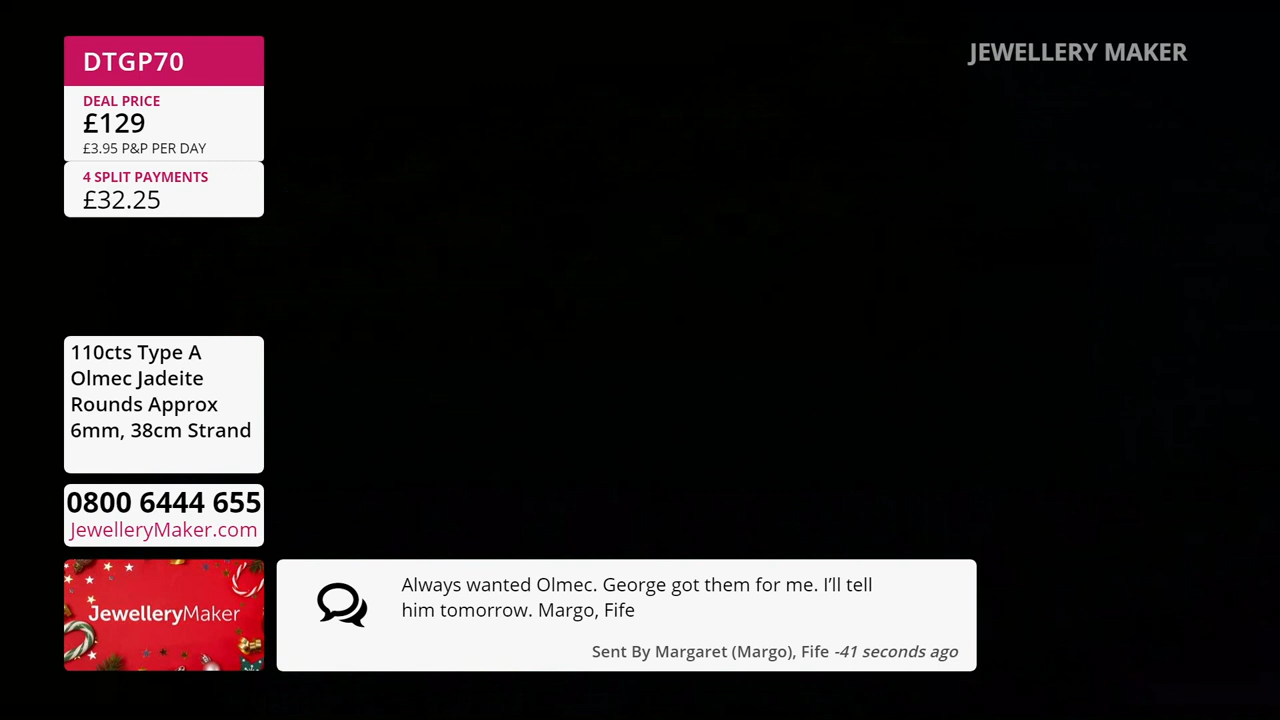 DTGP70
DEAL PRICE
£129
£3.95 P&P PER DAY
4 SPLIT PAYMENTS
£32.25
JEWELLERY MAKER
110cts Type A
Olmec Jadeite
Rounds Approx
6mm, 38cm Strand
0800 6444 655
JewelleryMaker.com
JewelleryMaker
Always wanted Olmec. George got them for me. I’ll tell
him tomorrow. Margo, Fife
Sent By Margaret (Margo), Fife -41 seconds ago